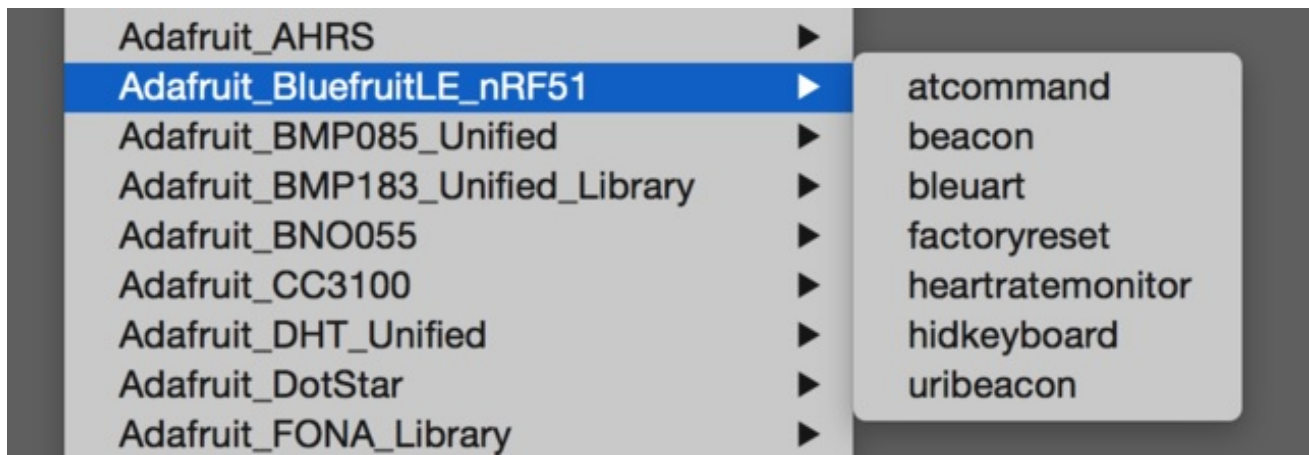 Adafruit_AHRS
Adafruit_BluefruitLE_nRF51
Adafruit_BMP085_Unified
Adafruit_BMP183_Unified_Library
Adafruit_BNO055
Adafruit_CC3100
Adafruit_DHT_Unified
Adafruit_DotStar
Adafruit_FONA_Library
atcommand
beacon
bleuart
factoryreset
heartratemonitor
hidkeyboard
uribeacon